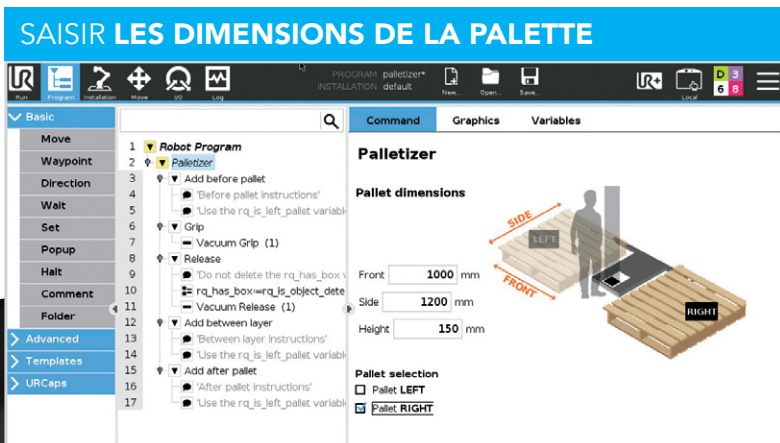 SAISIR LES DIMENSIONS DE LA PALETTE
UR
PROGRAM palletizer*
INSTALLATION default
UR+
D 3
6 8
Run
Program
Installation
Move
I/O
Log
New...
Open...
Save...
Local
Basic
Move
Waypoint
Direction
Wait
Set
Popup
Halt
Comment
Folder
Advanced
Templates
URCaps
1 Robot Program
2 Palletizer
3 Add before pallet
4 'Before pallet instructions'
5 'Use the rq_is_left_pallet variabl
6 Grip
7 Vacuum Grip (1)
8 Release
9 'Do not delete the rq_has_box v
10 rq_has_box≔rq_is_object_dete
11 Vacuum Release (1)
12 Add between layer
13 'Between layer instructions'
14 'Use the rq_is_left_pallet variabl
15 Add after pallet
16 'After pallet instructions'
17 'Use the rq_is_left_pallet variabl
Command Graphics Variables
Palletizer
Pallet dimensions
SIDE
LEFT
FRONT
RIGHT
Front 1000 mm
Side 1200 mm
Height 150 mm
Pallet selection
Pallet LEFT
Pallet RIGHT